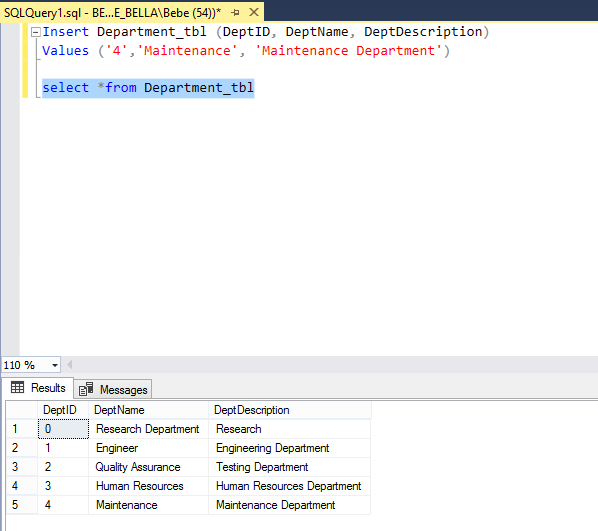 SQLQuery1.sql - BE...E_BELLA\Bebe (54))*
Insert Department_tbl (DeptID, DeptName, DeptDescription)
Values ('4','Maintenance', 'Maintenance Department')
select *from Department_tbl
110 %
Results Messages
DeptID DeptName DeptDescription
1 0 Research Department Research
2 1 Engineer Engineering Department
3 2 Quality Assurance Testing Department
4 3 Human Resources Human Resources Department
5 4 Maintenance Maintenance Department